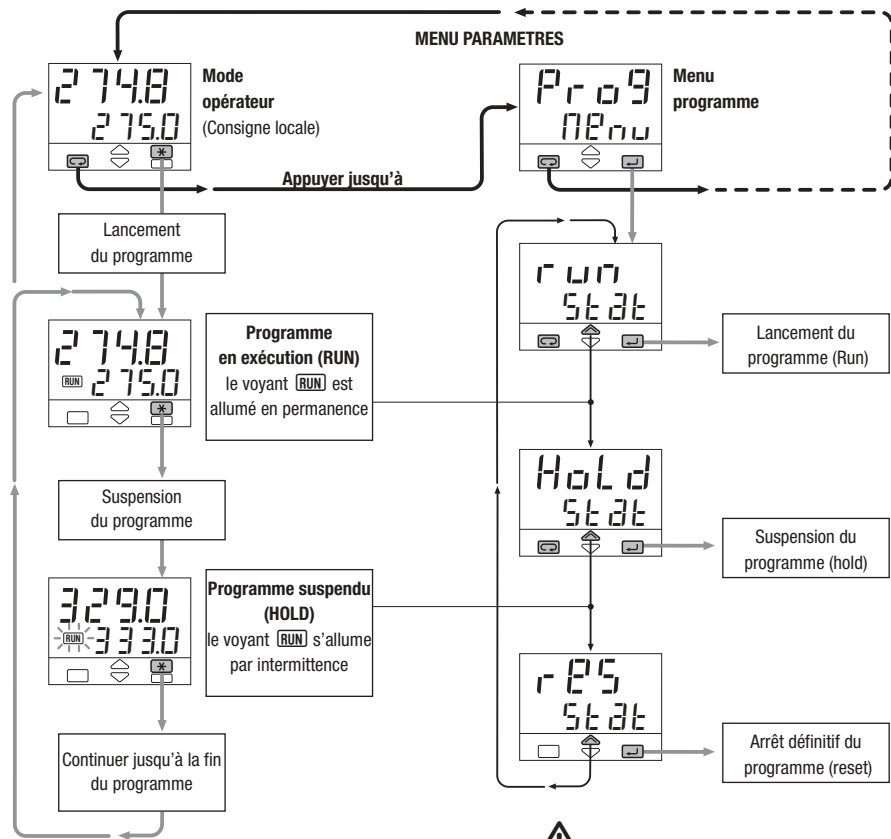 MENU PARAMETRES
274.8
275.0
Mode
opérateur
(Consigne locale)
Prog
MEnu
Menu
programme
Appuyer jusqu'à
Lancement
du programme
run
Stat
Lancement du
programme (Run)
274.8
RUN 275.0
Programme
en exécution (RUN)
le voyant RUN est
allumé en permanence
Suspension
du programme
HoLd
Stat
Suspension du
programme (hold)
329.0
RUN 333.0
Programme suspendu
(HOLD)
le voyant RUN s'allume
par intermittence
rES
Stat
Arrêt définitif du
programme (reset)
Continuer jusqu'à la fin
du programme